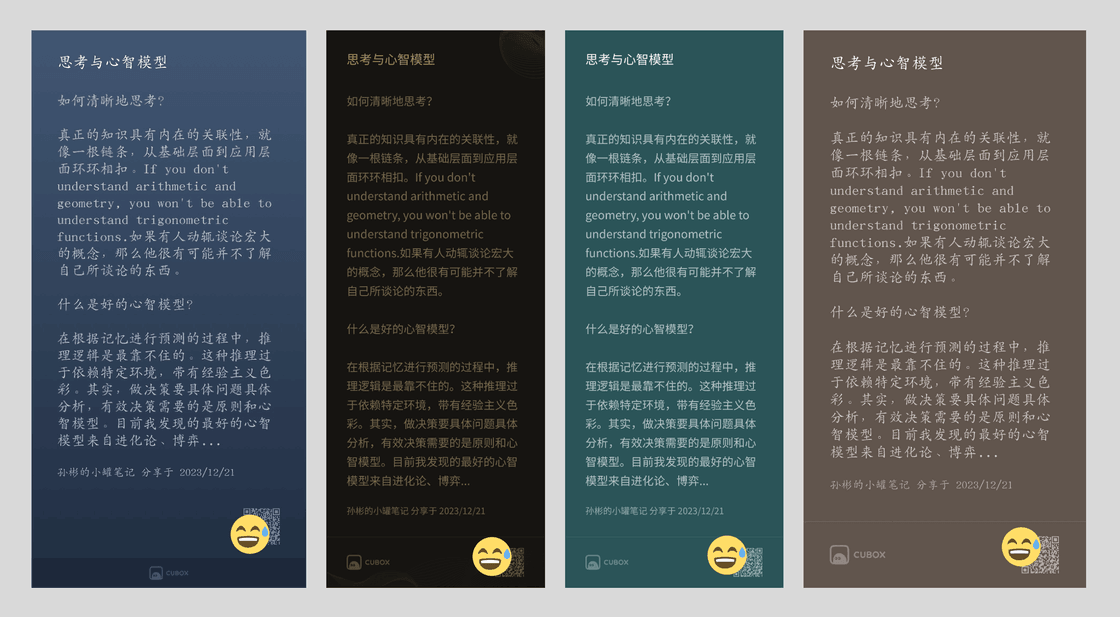 思考与心智模型
如何清晰地思考?
真正的知识具有内在的关联性，就
像一根链条，从基础层面到应用层
面环环相扣。If you don't
understand arithmetic and
geometry, you won't be able to
understand trigonometric
functions.如果有人动辄谈论宏大
的概念，那么他很有可能并不了解
自己所谈论的东西。
什么是好的心智模型?
在根据记忆进行预测的过程中，推
理逻辑是最靠不住的。这种推理过
于依赖特定环境，带有经验主义色
彩。其实，做决策要具体问题具体
分析，有效决策需要的是原则和心
智模型。目前我发现的最好的心智
模型来自进化论、博弈...
孙彬的小罐笔记 分享于 2023/12/21
CUBOX
思考与心智模型
如何清晰地思考?
真正的知识具有内在的关联性，就
像一根链条，从基础层面到应用层
面环环相扣。If you don't
understand arithmetic and
geometry, you won't be able to
understand trigonometric
functions.如果有人动辄谈论宏大
的概念，那么他很有可能并不了解
自己所谈论的东西。
什么是好的心智模型?
在根据记忆进行预测的过程中，推
理逻辑是最靠不住的。这种推理过
于依赖特定环境，带有经验主义色
彩。其实，做决策要具体问题具体
分析，有效决策需要的是原则和心
智模型。目前我发现的最好的心智
模型来自进化论、博弈...
孙彬的小罐笔记 分享于 2023/12/21
CUBOX
思考与心智模型
如何清晰地思考?
真正的知识具有内在的关联性，就
像一根链条，从基础层面到应用层
面环环相扣。If you don't
understand arithmetic and
geometry, you won't be able to
understand trigonometric
functions.如果有人动辄谈论宏大
的概念，那么他很有可能并不了解
自己所谈论的东西。
什么是好的心智模型?
在根据记忆进行预测的过程中，推
理逻辑是最靠不住的。这种推理过
于依赖特定环境，带有经验主义色
彩。其实，做决策要具体问题具体
分析，有效决策需要的是原则和心
智模型。目前我发现的最好的心智
模型来自进化论、博弈...
孙彬的小罐笔记 分享于 2023/12/21
CUBOX
思考与心智模型
如何清晰地思考?
真正的知识具有内在的关联性，就
像一根链条，从基础层面到应用层
面环环相扣。If you don't
understand arithmetic and
geometry, you won't be able to
understand trigonometric
functions.如果有人动辄谈论宏大
的概念，那么他很有可能并不了解
自己所谈论的东西。
什么是好的心智模型?
在根据记忆进行预测的过程中，推
理逻辑是最靠不住的。这种推理过
于依赖特定环境，带有经验主义色
彩。其实，做决策要具体问题具体
分析，有效决策需要的是原则和心
智模型。目前我发现的最好的心智
模型来自进化论、博弈...
孙彬的小罐笔记 分享于 2023/12/21
CUBOX